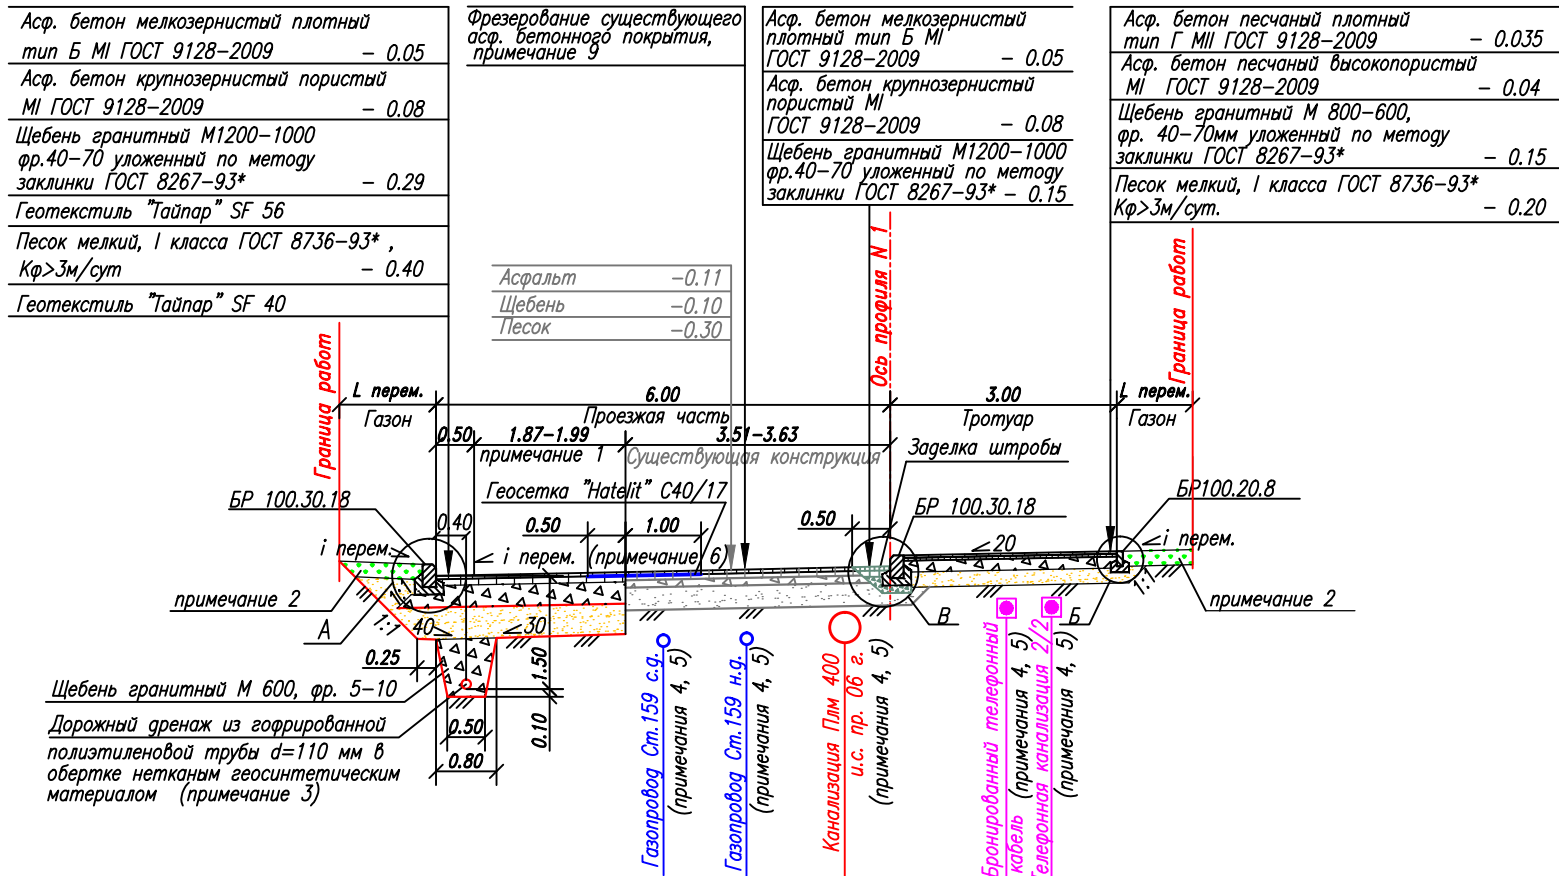 Асф. бетон мелкозернистый плотный
тип Б МI ГОСТ 9128-2009 - 0.05
Асф. бетон крупнозернистый пористый
МI ГОСТ 9128-2009 - 0.08
Щебень гранитный М1200-1000
фр.40-70 уложенный по методу
заклинки ГОСТ 8267-93* - 0.29
Геотекстиль "Тайпар" SF 56
Песок мелкий, I класса ГОСТ 8736-93* ,
Кф>3м/сут - 0.40
Геотекстиль "Тайпар" SF 40
Фрезерование существующего
асф. бетонного покрытия,
примечание 9
Асф. бетон мелкозернистый
плотный тип Б МI
ГОСТ 9128-2009 - 0.05
Асф. бетон крупнозернистый
пористый МI
ГОСТ 9128-2009 - 0.08
Щебень гранитный М1200-1000
фр.40-70 уложенный по методу
заклинки ГОСТ 8267-93* - 0.15
Асф. бетон песчаный плотный
тип Г МII ГОСТ 9128-2009 - 0.035
Асф. бетон песчаный высокопористый
МI ГОСТ 9128-2009 - 0.04
Щебень гранитный М 800-600,
фр. 40-70мм уложенный по методу
заклинки ГОСТ 8267-93* - 0.15
Песок мелкий, I класса ГОСТ 8736-93*
Кф>3м/сут. - 0.20
Асфальт -0.11
Щебень -0.10
Песок -0.30
Граница работ
Ось профиля N 1
Граница работ
L перем.
6.00
3.00
L перем.
Газон
Проезжая часть
Тротуар
Газон
0.50
1.87-1.99
3.51-3.63
примечание 1
Существующая конструкция
Заделка штробы
Геосетка "Hatelit" С40/17
БР 100.30.18
БР 100.30.18
БР100.20.8
0.40
0.50
1.00
0.50
i перем.
i перем. (примечание 6)
20
i перем.
примечание 2
А
1:1
40
30
В
Б
1:1
примечание 2
0.25
1.50
0.10
0.50
0.80
Щебень гранитный М 600, фр. 5-10
Дорожный дренаж из гофрированной
полиэтиленовой трубы d=110 мм в
обертке нетканым геосинтетическим
материалом (примечание 3)
Газопровод Ст.159 с.д.
(примечания 4, 5)
Газопровод Ст.159 н.д.
(примечания 4, 5)
Канализация Плм 400
и.с. пр. 06 г.
(примечания 4, 5)
Бронированный телефонный
кабель (примечания 4, 5)
Телефонная канализация 2/2
(примечания 4, 5)